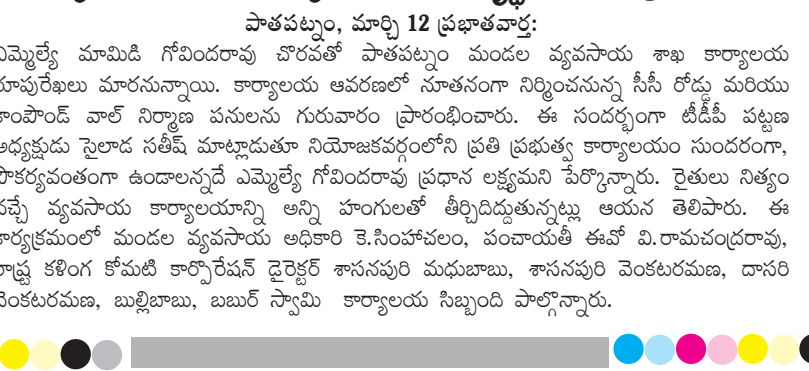 పాతపట్నం, మార్చి 12 ప్రభాతవార్త:
ఎమ్మెల్యే మామిడి గోవిందరావు చొరవతో పాతపట్నం మండల వ్యవసాయ శాఖ కార్యాలయ
రూపురేఖలు మారనున్నాయి. కార్యాలయ ఆవరణలో నూతనంగా నిర్మించనున్న సీసీ రోడ్డు మరియు
కాంపౌండ్ వాల్ నిర్మాణ పనులను గురువారం ప్రారంభించారు. ఈ సందర్భంగా టీడీపీ పట్టణ
అధ్యక్షుడు సైలాడ సతీష్ మాట్లాడుతూ నియోజకవర్గంలోని ప్రతి ప్రభుత్వ కార్యాలయం సుందరంగా,
సౌకర్యవంతంగా ఉండాలన్నదే ఎమ్మెల్యే గోవిందరావు ప్రధాన లక్ష్యమని పేర్కొన్నారు. రైతులు నిత్యం
వచ్చే వ్యవసాయ కార్యాలయాన్ని అన్ని హంగులతో తీర్చిదిద్దుతున్నట్లు ఆయన తెలిపారు. ఈ
కార్యక్రమంలో మండల వ్యవసాయ అధికారి కె.సింహాచలం, పంచాయతీ ఈవో వి.రామచంద్రరావు,
రాష్ట్ర కళింగ కోమటి కార్పొరేషన్ డైరెక్టర్ శాసనపురి మధుబాబు, శాసనపురి వెంకటరమణ, దాసరి
వెంకటరమణ, బుల్లిబాబు, బబుర్ స్వామి కార్యాలయ సిబ్బంది పాల్గొన్నారు.